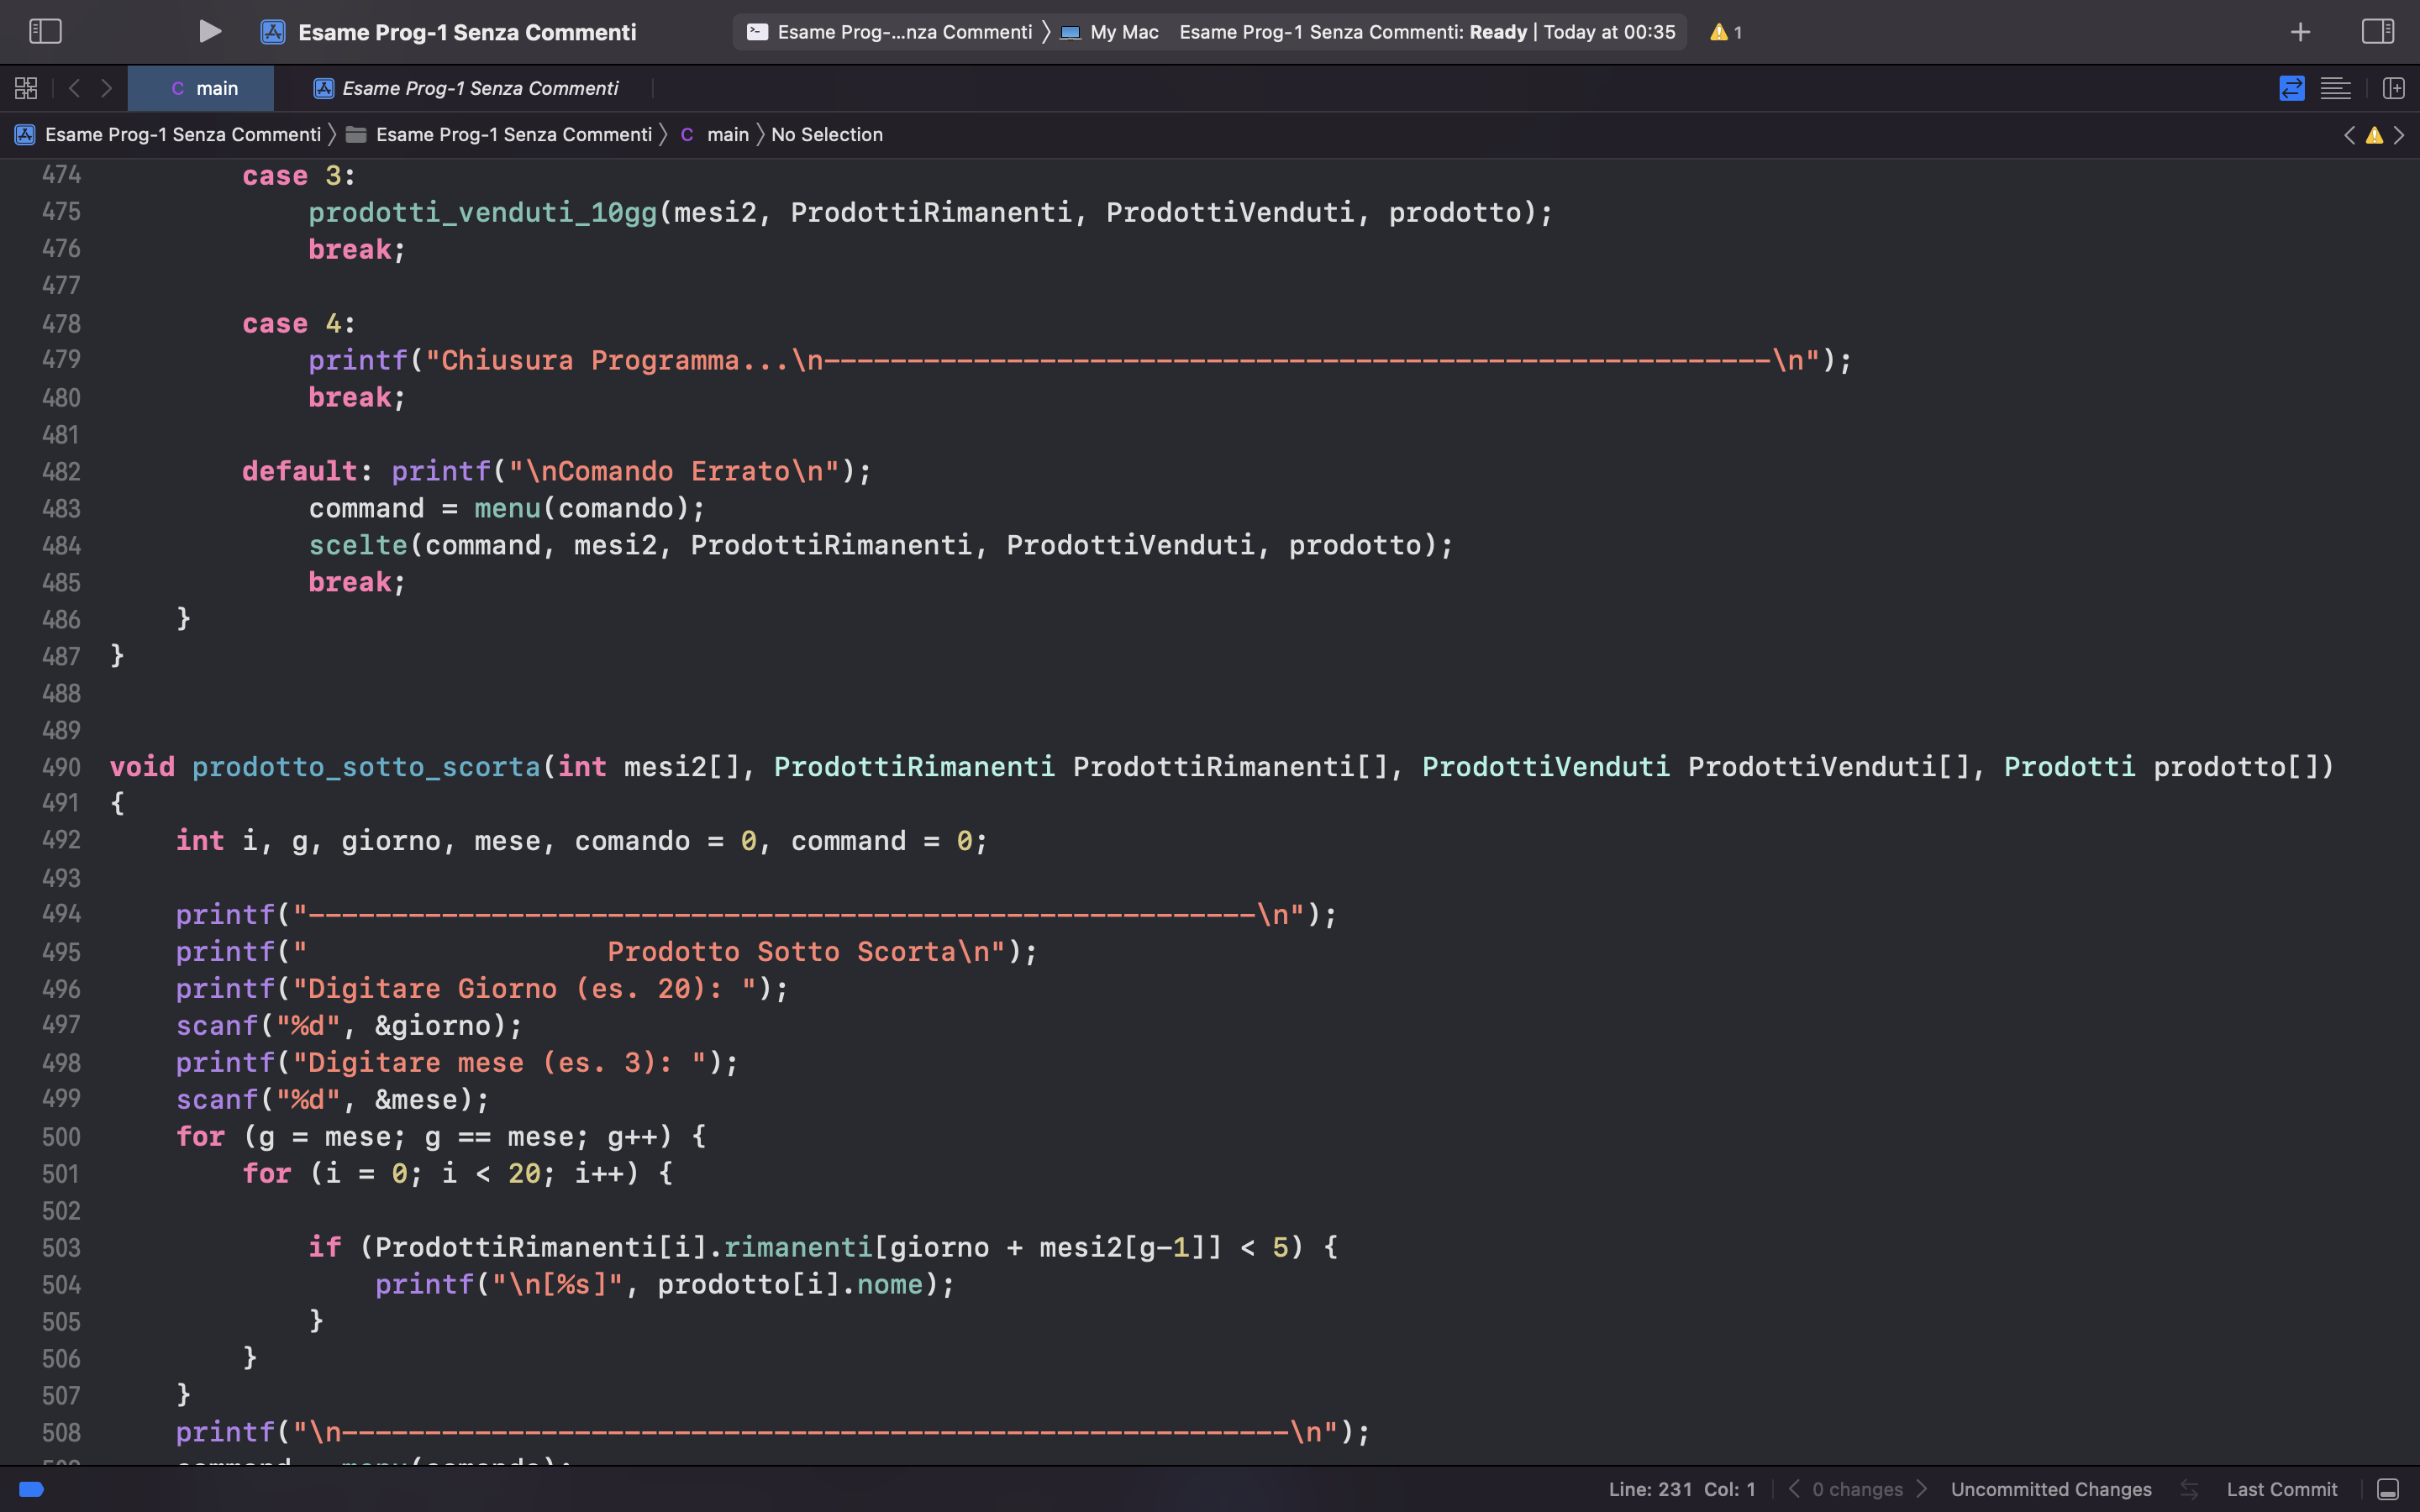 Esame Prog-1 Senza Commenti
Esame Prog-...nza Commenti 〉 My Mac Esame Prog-1 Senza Commenti: Ready | Today at 00:35 1
C main Esame Prog-1 Senza Commenti
Esame Prog-1 Senza Commenti 〉 Esame Prog-1 Senza Commenti 〉 C main 〉 No Selection
474 case 3:
475 prodotti_venduti_10gg(mesi2, ProdottiRimanenti, ProdottiVenduti, prodotto);
476 break;
477
478 case 4:
479 printf("Chiusura Programma...\n---------------------------------------------------------\n");
480 break;
481
482 default: printf("\nComando Errato\n");
483 command = menu(comando);
484 scelte(command, mesi2, ProdottiRimanenti, ProdottiVenduti, prodotto);
485 break;
486 }
487 }
488
489
490 void prodotto_sotto_scorta(int mesi2[], ProdottiRimanenti ProdottiRimanenti[], ProdottiVenduti ProdottiVenduti[], Prodotti prodotto[])
491 {
492 int i, g, giorno, mese, comando = 0, command = 0;
493
494 printf("---------------------------------------------------------\n");
495 printf("                  Prodotto Sotto Scorta\n");
496 printf("Digitare Giorno (es. 20): ");
497 scanf("%d", &giorno);
498 printf("Digitare mese (es. 3): ");
499 scanf("%d", &mese);
500 for (g = mese; g == mese; g++) {
501 for (i = 0; i < 20; i++) {
502
503 if (ProdottiRimanenti[i].rimanenti[giorno + mesi2[g-1]] < 5) {
504 printf("\n[%s]", prodotto[i].nome);
505 }
506 }
507 }
508 printf("\n---------------------------------------------------------\n");
Line: 231 Col: 1 0 changes Uncommitted Changes Last Commit